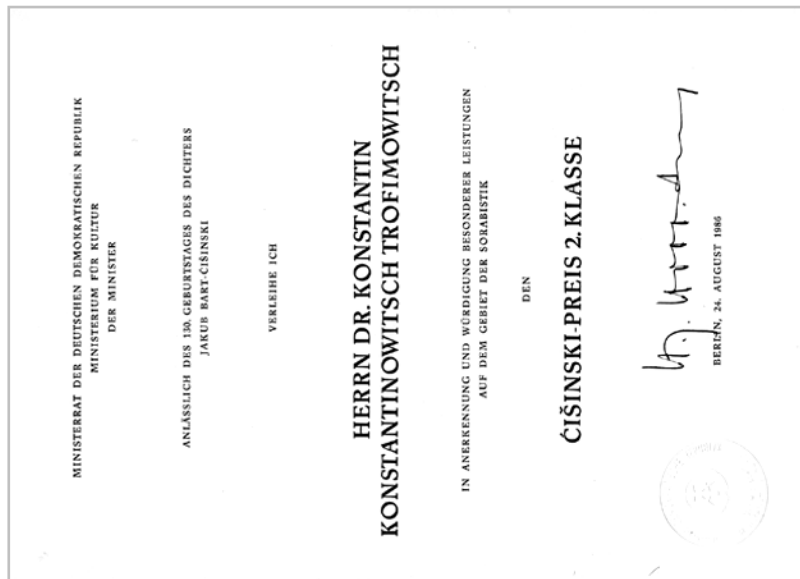 MINISTERRAT DER DEUTSCHEN DEMOKRATISCHEN REPUBLIK
MINISTERIUM FÜR KULTUR
DER MINISTER
ANLÄSSLICH DES 130. GEBURTSTAGES DES DICHTERS
JAKUB BART-ĆIŠINSKI
VERLEIHE ICH
HERRN DR. KONSTANTIN
KONSTANTINOWITSCH TROFIMOWITSCH
IN ANERKENNUNG UND WÜRDIGUNG BESONDERER LEISTUNGEN
AUF DEM GEBIET DER SORABISTIK
DEN
ĆIŠINSKI-PREIS 2. KLASSE
BERLIN, 24. AUGUST 1986